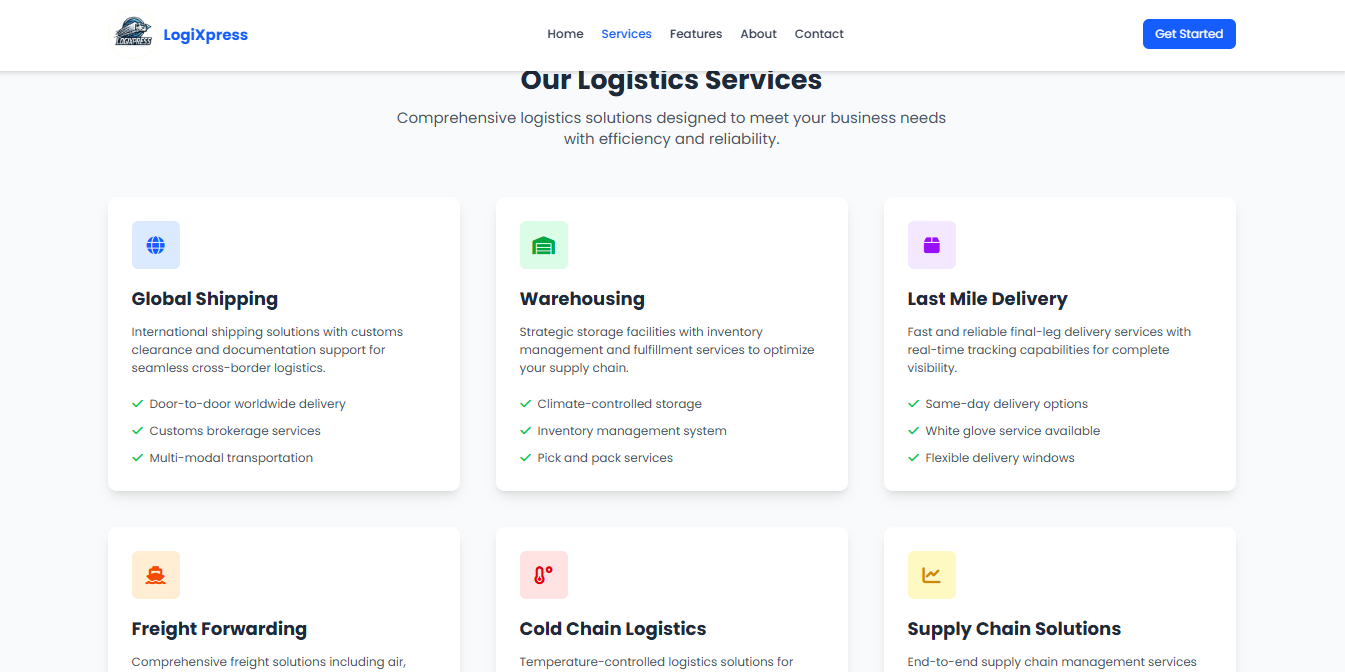 LOGIXPRESS
LogiXpress
Home
Services
Features
About
Contact
Get Started
Our Logistics Services
Comprehensive logistics solutions designed to meet your business needs
with efficiency and reliability.
Global Shipping
International shipping solutions with customs
clearance and documentation support for
seamless cross-border logistics.
Door-to-door worldwide delivery
Customs brokerage services
Multi-modal transportation
Warehousing
Strategic storage facilities with inventory
management and fulfillment services to optimize
your supply chain.
Climate-controlled storage
Inventory management system
Pick and pack services
Last Mile Delivery
Fast and reliable final-leg delivery services with
real-time tracking capabilities for complete
visibility.
Same-day delivery options
White glove service available
Flexible delivery windows
Freight Forwarding
Comprehensive freight solutions including air,
Cold Chain Logistics
Temperature-controlled logistics solutions for
Supply Chain Solutions
End-to-end supply chain management services